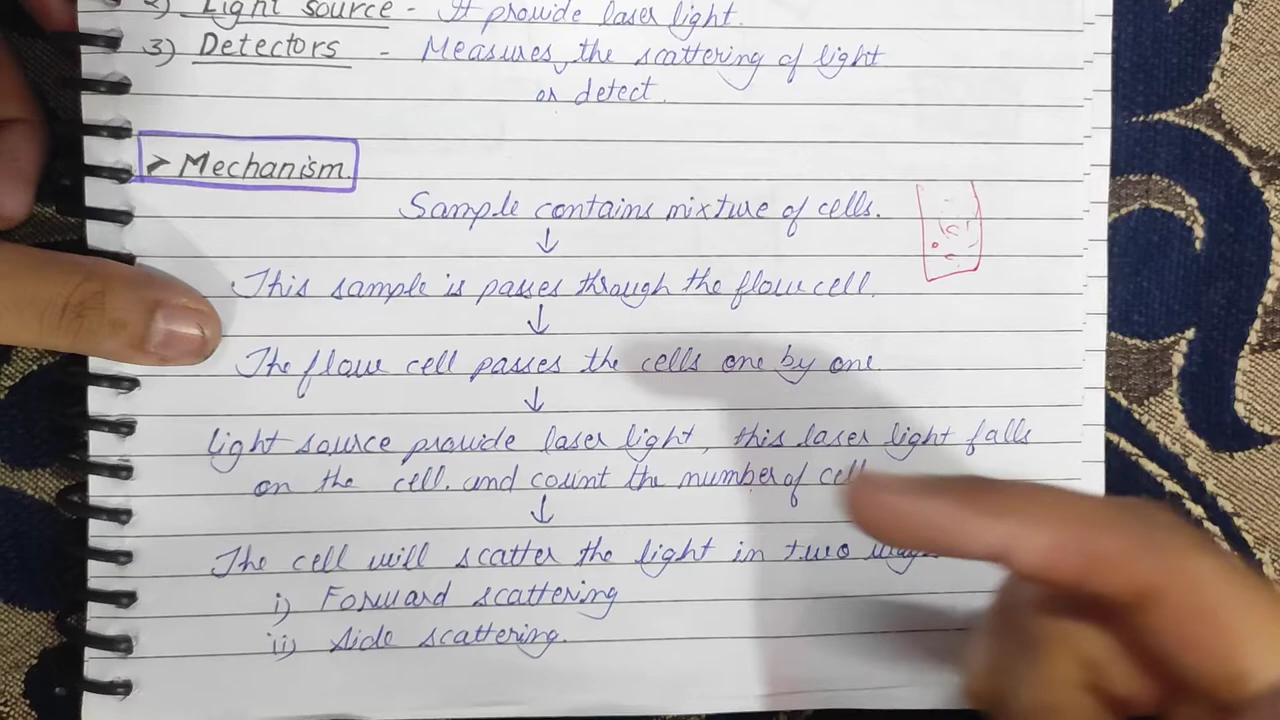 2) Light source - It provide laser light.
3) Detectors - Measures the scattering of light
or detect.
➤ Mechanism.
Sample contains mixture of cells.
↓
This sample is passes through the flow cell.
↓
The flow cell passes the cells one by one.
↓
light source provide laser light, this laser light falls
on the cell. and count the number of cell
↓
The cell will scatter the light in two ways
i) Forward scattering
ii) Side scattering.